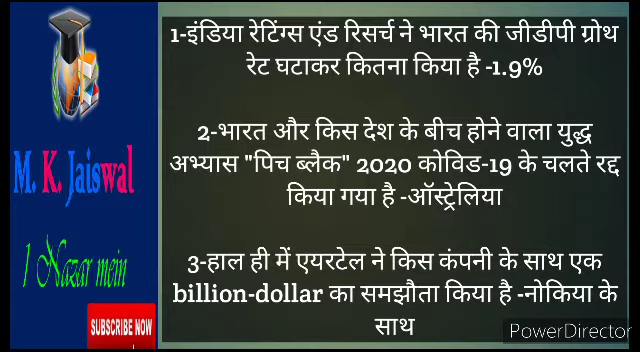 1-इंडिया रेटिंग्स एंड रिसर्च ने भारत की जीडीपी ग्रोथ
रेट घटाकर कितना किया है -1.9%
2-भारत और किस देश के बीच होने वाला युद्ध
अभ्यास "पिच ब्लैक" 2020 कोविड-19 के चलते रद्द
किया गया है -ऑस्ट्रेलिया
3-हाल ही में एयरटेल ने किस कंपनी के साथ एक
billion-dollar का समझौता किया है -नोकिया के
साथ
M. K. Jaiswal
1 Nazar mein
SUBSCRIBE NOW
PowerDirector